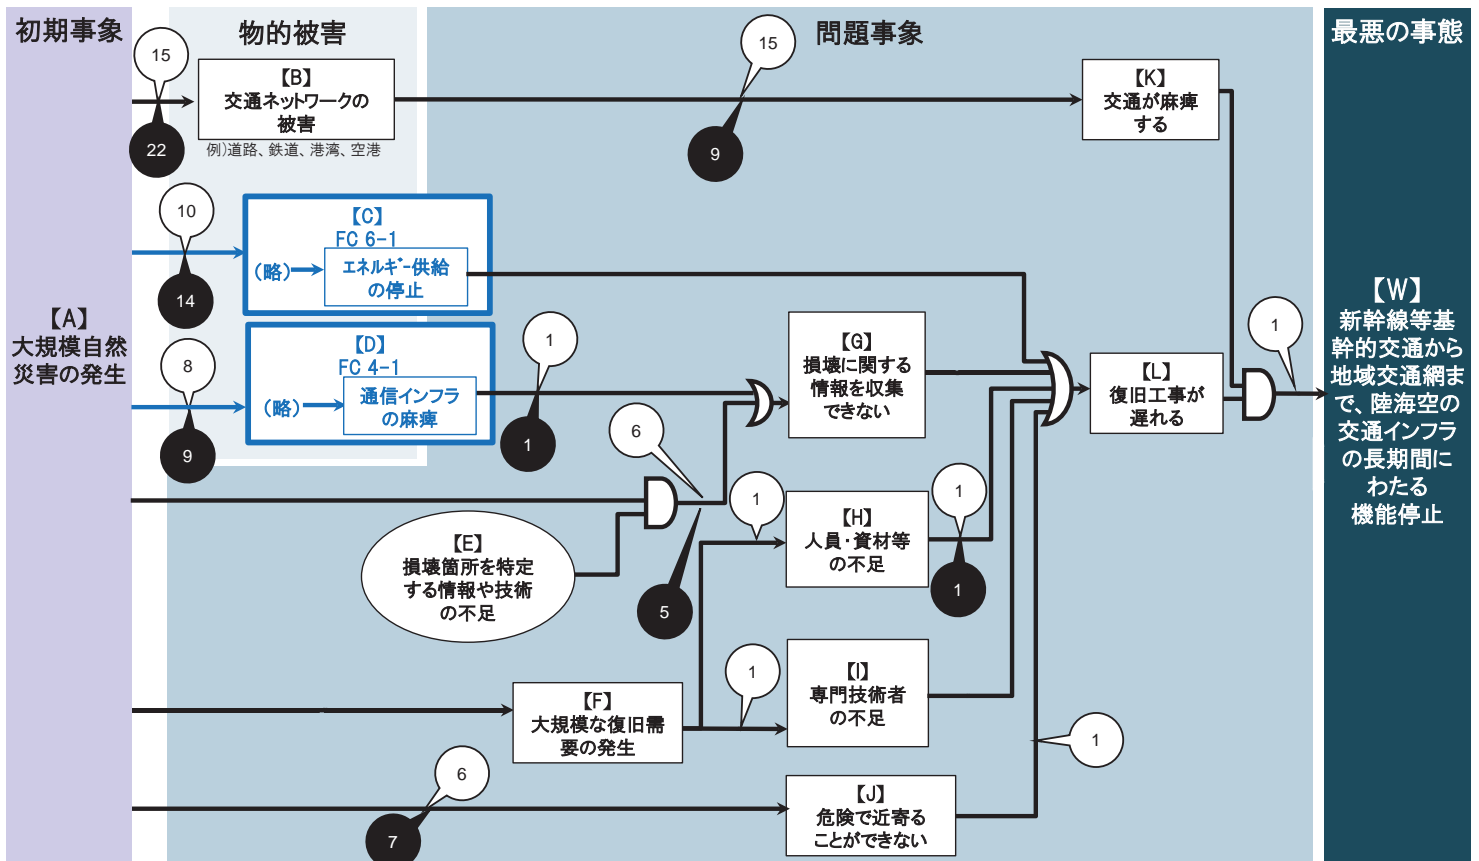 初期事象
物的被害
問題事象
最悪の事態
15
22
【B】
交通ネットワークの
被害
例)道路、鉄道、港湾、空港
15
9
【K】
交通が麻痺
する
10
14
【C】
FC 6-1
(略)
エネルギー供給
の停止
【A】
大規模自然
災害の発生
8
9
【D】
FC 4-1
(略)
通信インフラ
の麻痺
1
1
【G】
損壊に関する
情報を収集
できない
【L】
復旧工事が
遅れる
1
【W】
新幹線等基
幹的交通から
地域交通網ま
で、陸海空の
交通インフラ
の長期間に
わたる
機能停止
6
5
【E】
損壊箇所を特定
する情報や技術
の不足
1
【H】
人員・資材等
の不足
1
1
【F】
大規模な復旧需
要の発生
1
【I】
専門技術者
の不足
1
6
7
【J】
危険で近寄る
ことができない